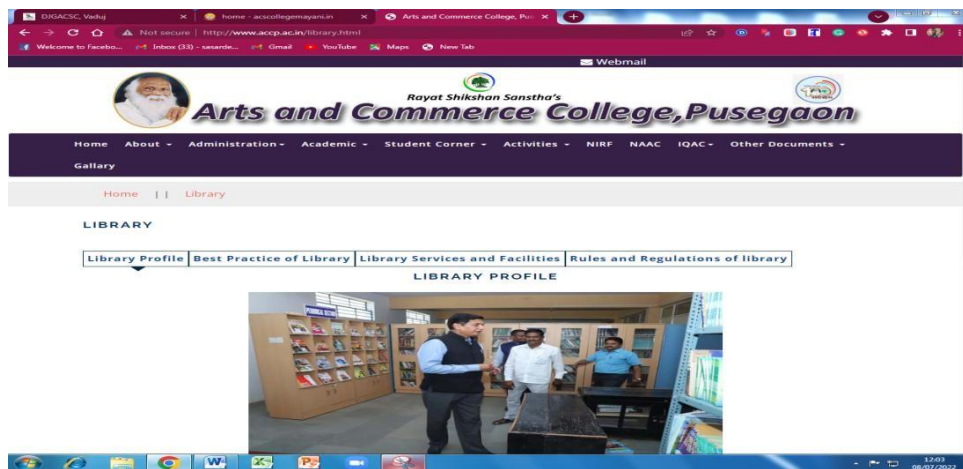 DJGACSC, Vaduj
home - acscollegemayani.in
Arts and Commerce College, Pus
Not secure | http://www.accp.ac.in/library.html
Welcome to Facebo...
Inbox (33) - sasarde...
Gmail
YouTube
Maps
New Tab
Webmail
Rayat Shikshan Sanstha's
Arts and Commerce College,Pusegaon
Home About Administration Academic Student Corner Activities NIRF NAAC IQAC Other Documents
Gallary
Home || Library
LIBRARY
Library Profile Best Practice of Library Library Services and Facilities Rules and Regulations of library
LIBRARY PROFILE
12:03
08/07/2022